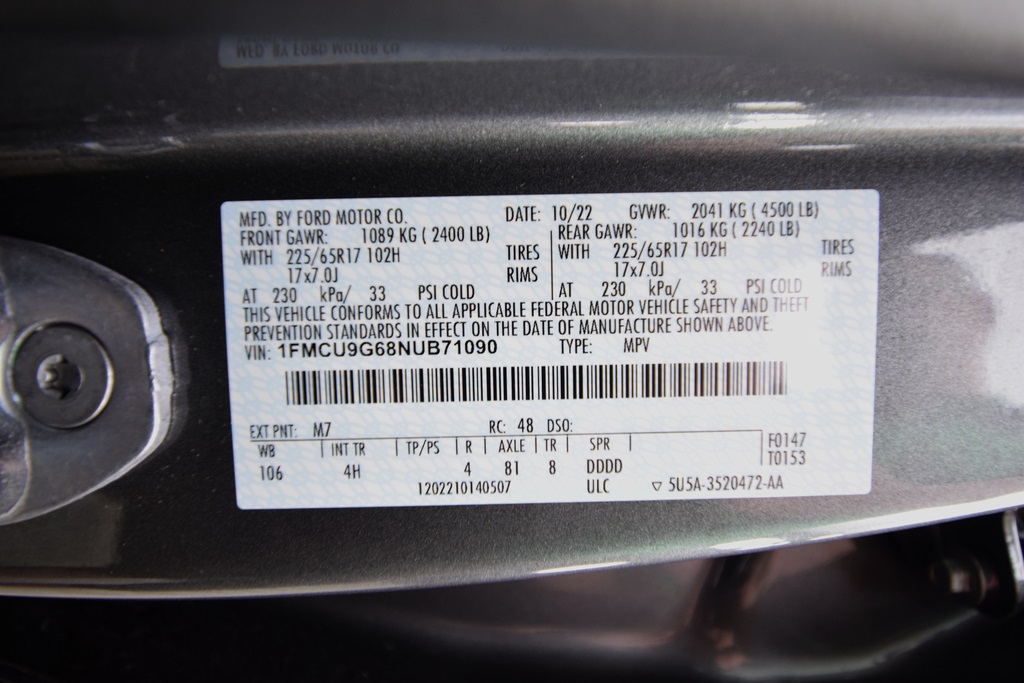 MFD. BY FORD MOTOR CO.
DATE: 10/22 GVWR: 2041 KG ( 4500 LB)
FRONT GAWR: 1089 KG ( 2400 LB)
WITH 225/65R17 102H TIRES
17x7.0J RIMS
AT 230 kPa/ 33 PSI COLD
REAR GAWR: 1016 KG ( 2240 LB)
WITH 225/65R17 102H TIRES
17x7.0J RIMS
AT 230 kPa/ 33 PSI COLD
THIS VEHICLE CONFORMS TO ALL APPLICABLE FEDERAL MOTOR VEHICLE SAFETY AND THEFT
PREVENTION STANDARDS IN EFFECT ON THE DATE OF MANUFACTURE SHOWN ABOVE.
VIN: 1FMCU9G68NUB71090 TYPE: MPV
EXT PNT: M7 RC: 48 DSO:
WB INT TR TP/PS R AXLE TR SPR
106 4H 4 81 8 DDDD
F0147
T0153
1202210140507 ULC ▽ 5U5A-3520472-AA